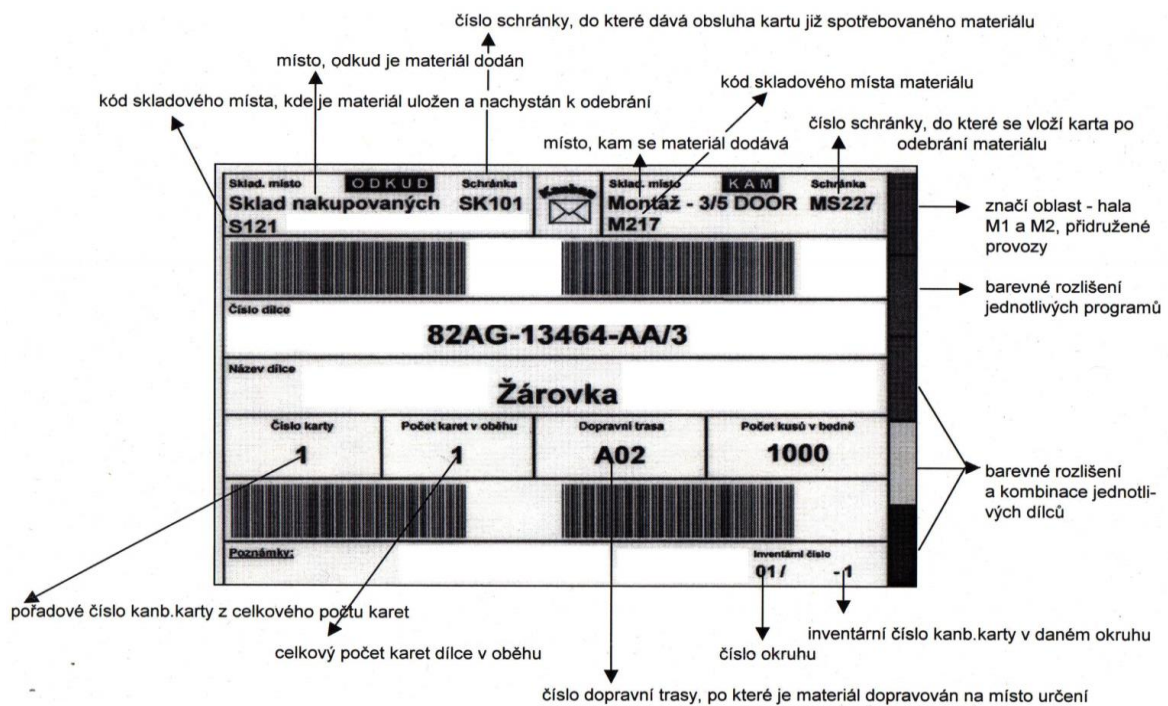 číslo schránky, do které dává obsluha kartu již spotřebovaného materiálu
místo, odkud je materiál dodán
kód skladového místa materiálu
kód skladového místa, kde je materiál uložen a nachystán k odebrání
číslo schránky, do které se vloží karta po
odebrání materiálu
místo, kam se materiál dodává
Sklad. místo
ODKUD
Schránka
Kanban
Sklad. místo
KAM
Schránka
Sklad nakupovaných SK101
Montáž - 3/5 DOOR MS227
S121
M217
značí oblast - hala
M1 a M2, přidružené
provozy
barevné rozlišení
jednotlivých programů
Číslo dílce
82AG-13464-AA/3
Název dílce
Žárovka
Číslo karty
Počet karet v oběhu
Dopravní trasa
Počet kusů v bedně
1
1
A02
1000
barevné rozlišení
a kombinace jednotli-
vých dílců
Poznámky:
Inventární číslo
01/ -1
pořadové číslo kanb.karty z celkového počtu karet
inventární číslo kanb.karty v daném okruhu
celkový počet karet dílce v oběhu
číslo okruhu
číslo dopravní trasy, po které je materiál dopravován na místo určení